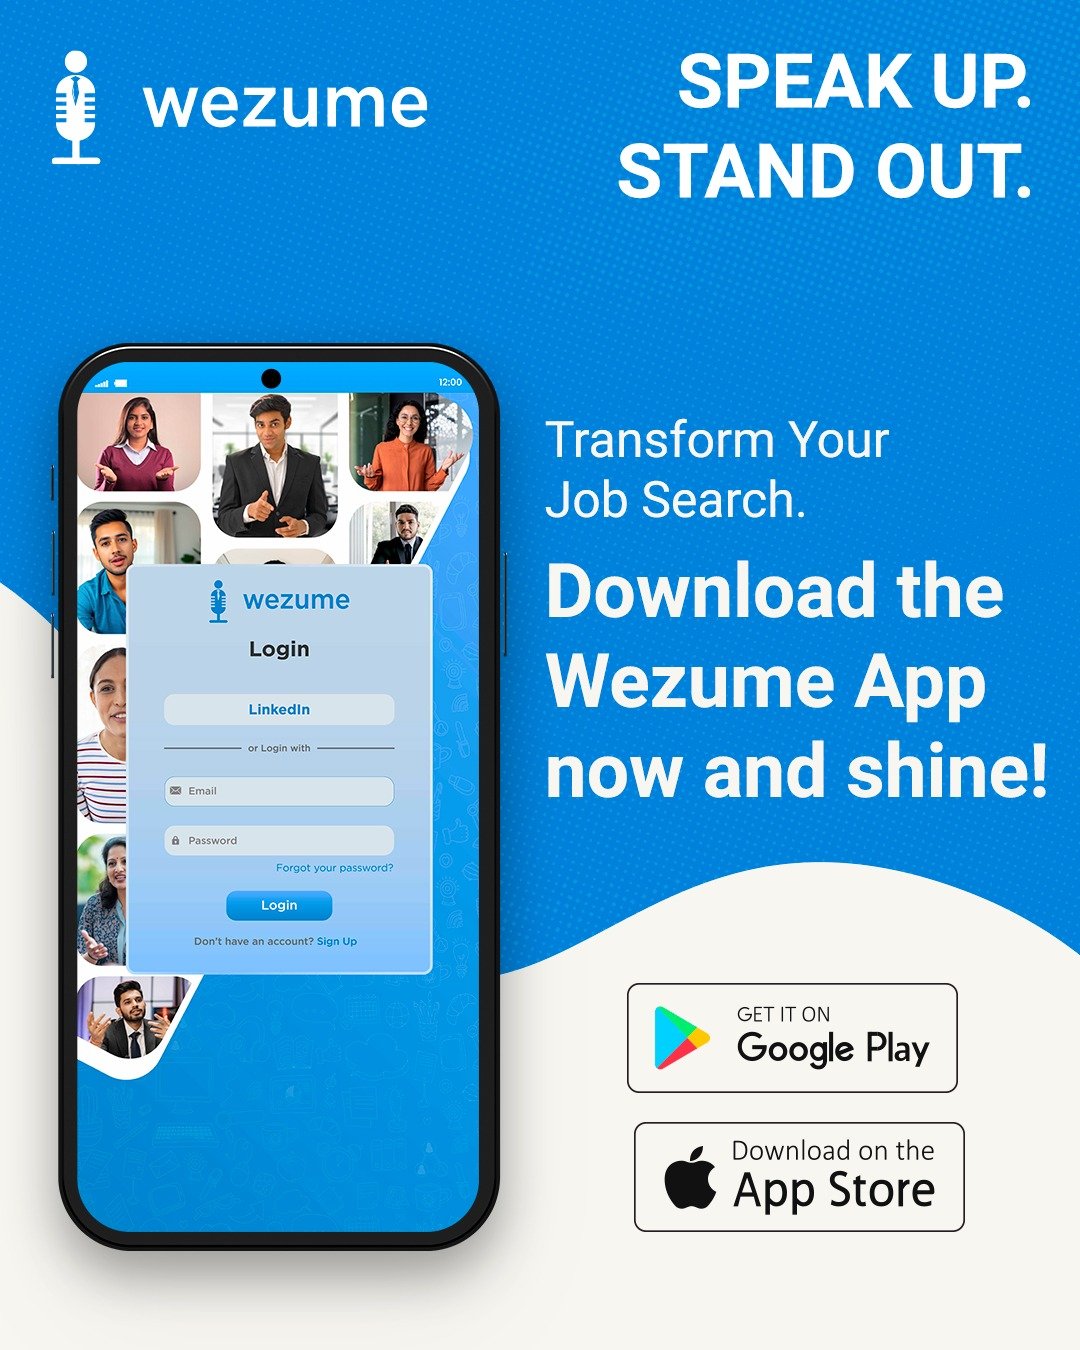 wezume
SPEAK UP.
STAND OUT.
12:00
wezume
Login
LinkedIn
or Login with
Email
Password
Forgot your password?
Login
Don't have an account? Sign Up
Transform Your
Job Search.
Download the
Wezume App
now and shine!
GET IT ON
Google Play
Download on the
App Store